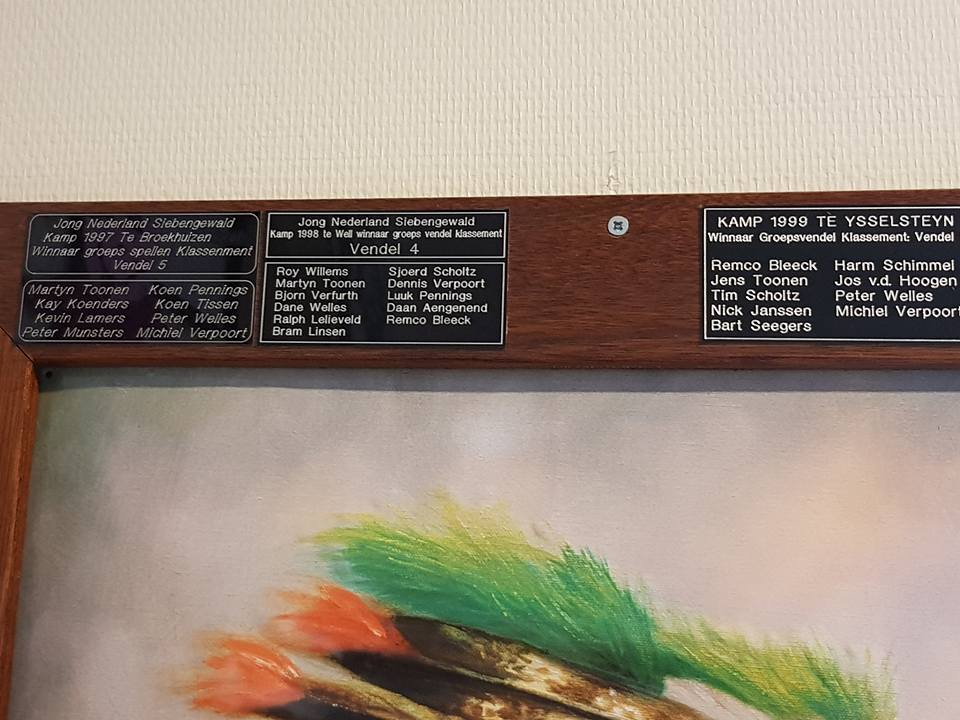 Jong Nederland Siebengewald
Kamp 1997 Te Broekhuizen
Winnaar groeps spellen Klassenment
Vendel 5
Martyn Toonen Koen Pennings
Kay Koenders Koen Tissen
Kevin Lamers Peter Welles
Peter Munsters Michiel Verpoort
Jong Nederland Siebengewald
Kamp 1998 te Well winnaar groeps vendel klassement
Vendel 4
Roy Willems Sjoerd Scholtz
Martyn Toonen Dennis Verpoort
Bjorn Verfurth Luuk Pennings
Dane Welles Daan Aengenend
Ralph Lelieveld Remco Bleeck
Bram Linsen
KAMP 1999 TE YSSELSTEYN
Winnaar Groepsvendel Klassement: Vendel
Remco Bleeck Harm Schimmel
Jens Toonen Jos v.d. Hoogen
Tim Scholtz Peter Welles
Nick Janssen Michiel Verpoort
Bart Seegers